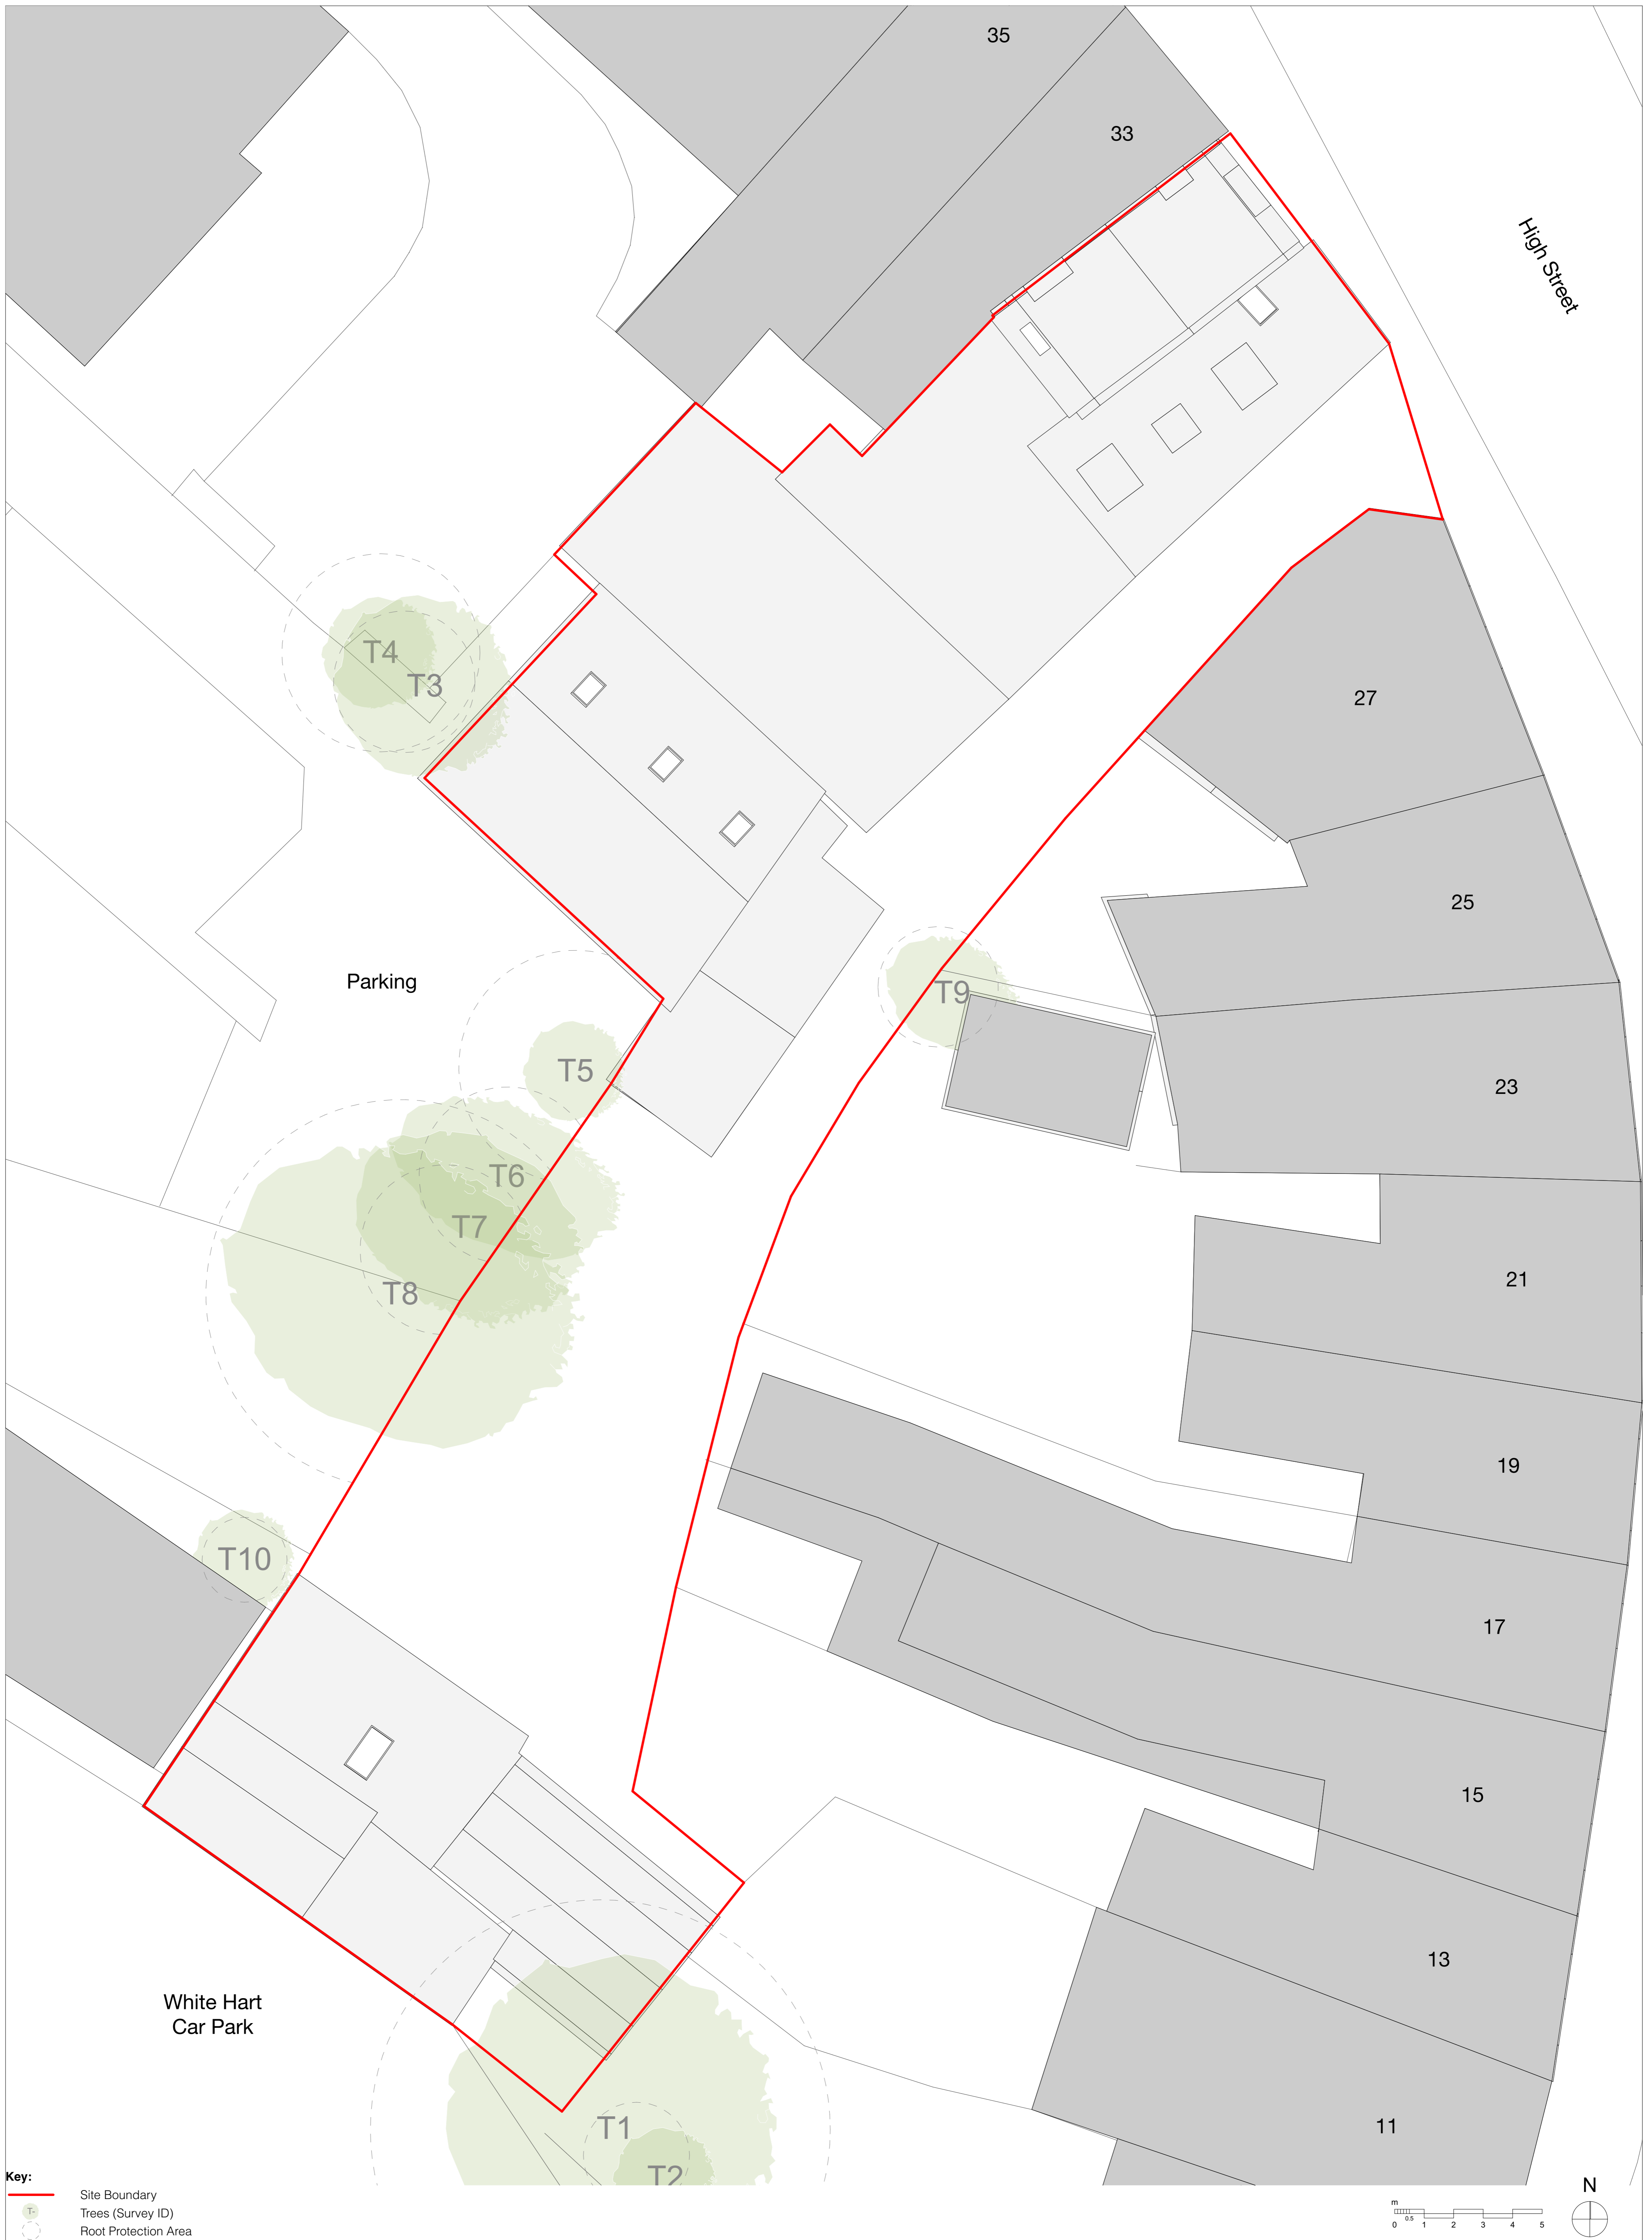 35
33
High Street
27
T4
T3
25
Parking
T9
T5
23
T6
T7
T8
21
19
T10
17
15
13
White Hart
Car Park
T1
11
T2
Key:
Site Boundary
T-
Trees (Survey ID)
Root Protection Area
N
m
0 0.5 1 2 3 4 5